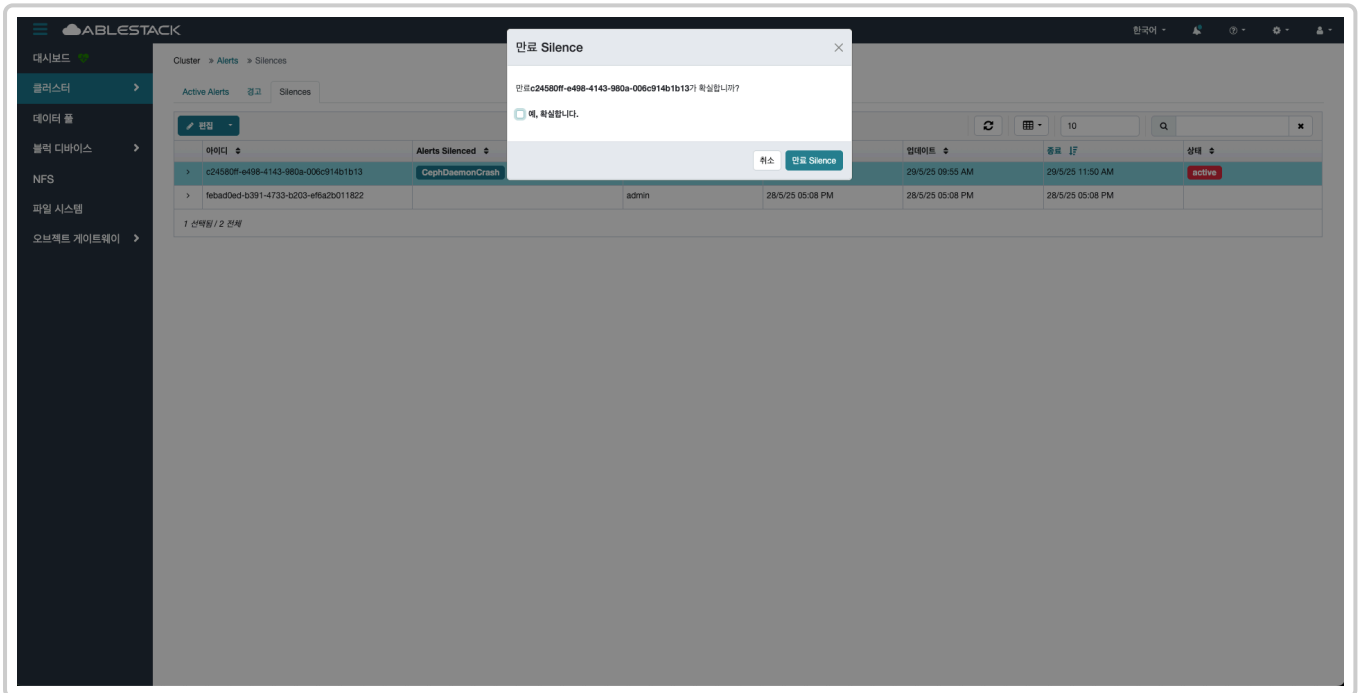 ABLESTACK
한국어
만료 Silence
대시보드
Cluster » Alerts » Silences
만료c24580ff-e498-4143-980a-006c914b1b13가 확실합니까?
클러스터
Active Alerts 경고 Silences
예, 확실합니다.
데이터 풀
편집
10
블럭 디바이스
아이디 Alerts Silenced 업데이트 종료 상태
취소 만료 Silence
c24580ff-e498-4143-980a-006c914b1b13 CephDaemonCrash 29/5/25 09:55 AM 29/5/25 11:50 AM active
NFS
febad0ed-b391-4733-b203-ef6a2b011822 admin 28/5/25 05:08 PM 28/5/25 05:08 PM 28/5/25 05:08 PM
파일 시스템
1 선택됨 / 2 전체
오브젝트 게이트웨이